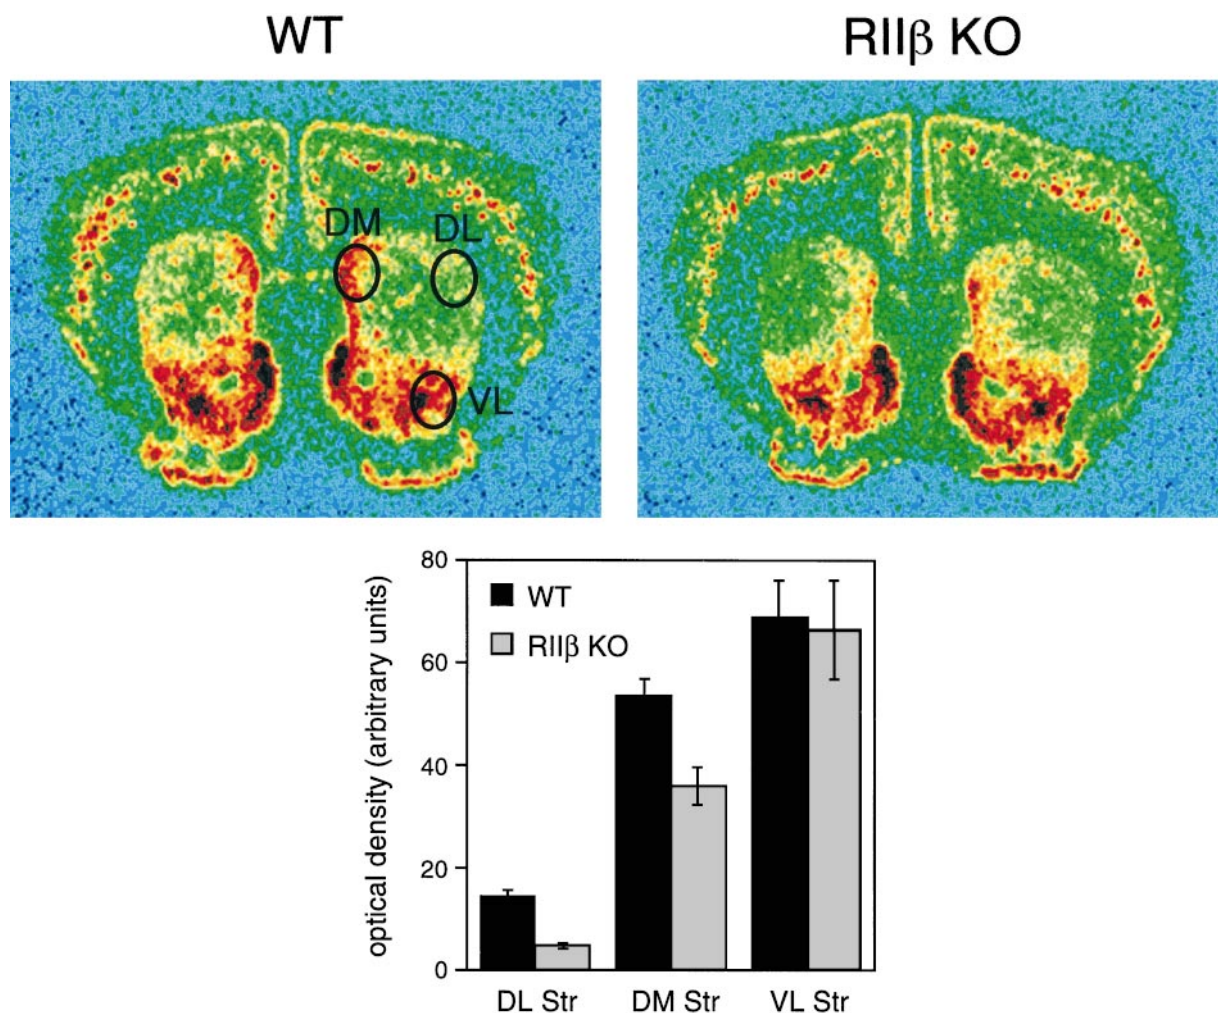 WT
RIIβ KO
DM
DL
VL
optical density (arbitrary units)
80
60
40
20
0
WT
RIIβ KO
DL Str
DM Str
VL Str